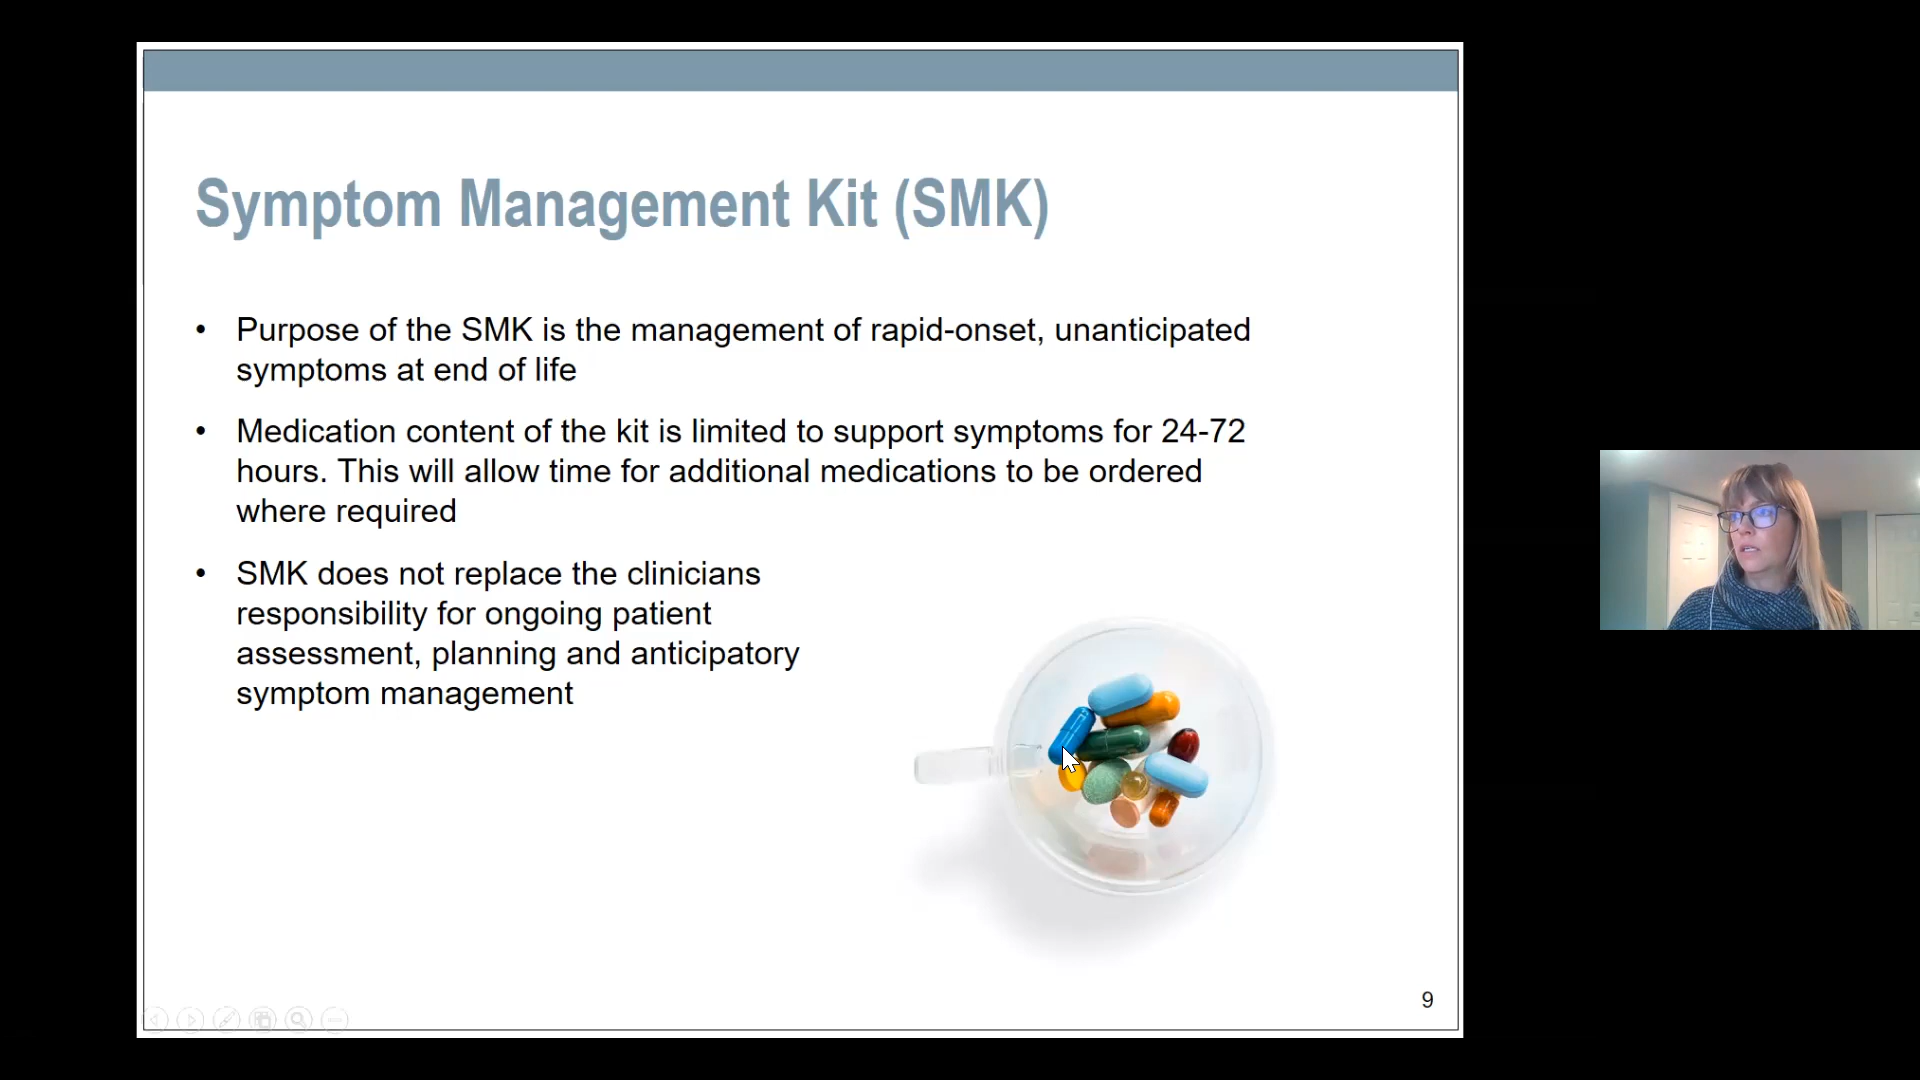 Symptom Management Kit (SMK)
• Purpose of the SMK is the management of rapid-onset, unanticipated
symptoms at end of life
• Medication content of the kit is limited to support symptoms for 24-72
hours. This will allow time for additional medications to be ordered
where required
• SMK does not replace the clinicians
responsibility for ongoing patient
assessment, planning and anticipatory
symptom management
9